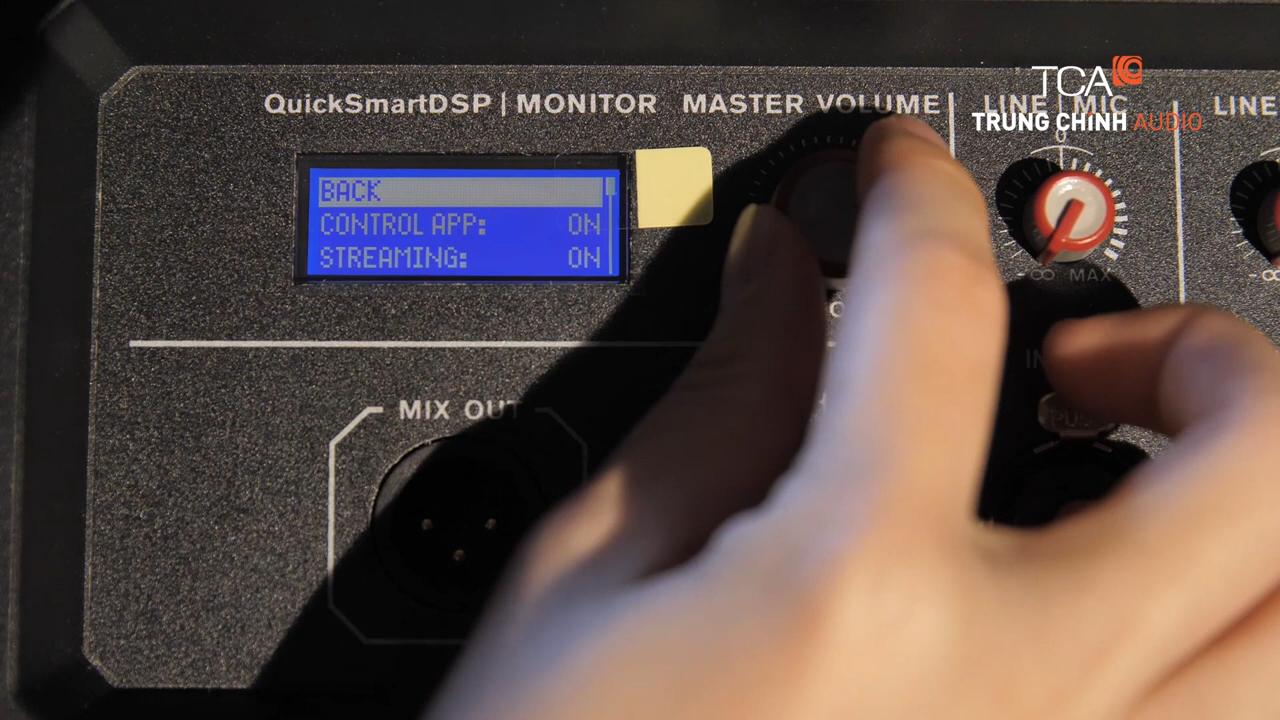 QuickSmartDSP | MONITOR MASTER VOLUME
LINE | MIC
LINE
TCA
TRUNG CHINH AUDIO
0
BACK
CONTROL APP: ON
STREAMING: ON
-∞ MAX
-∞
MIX OUT